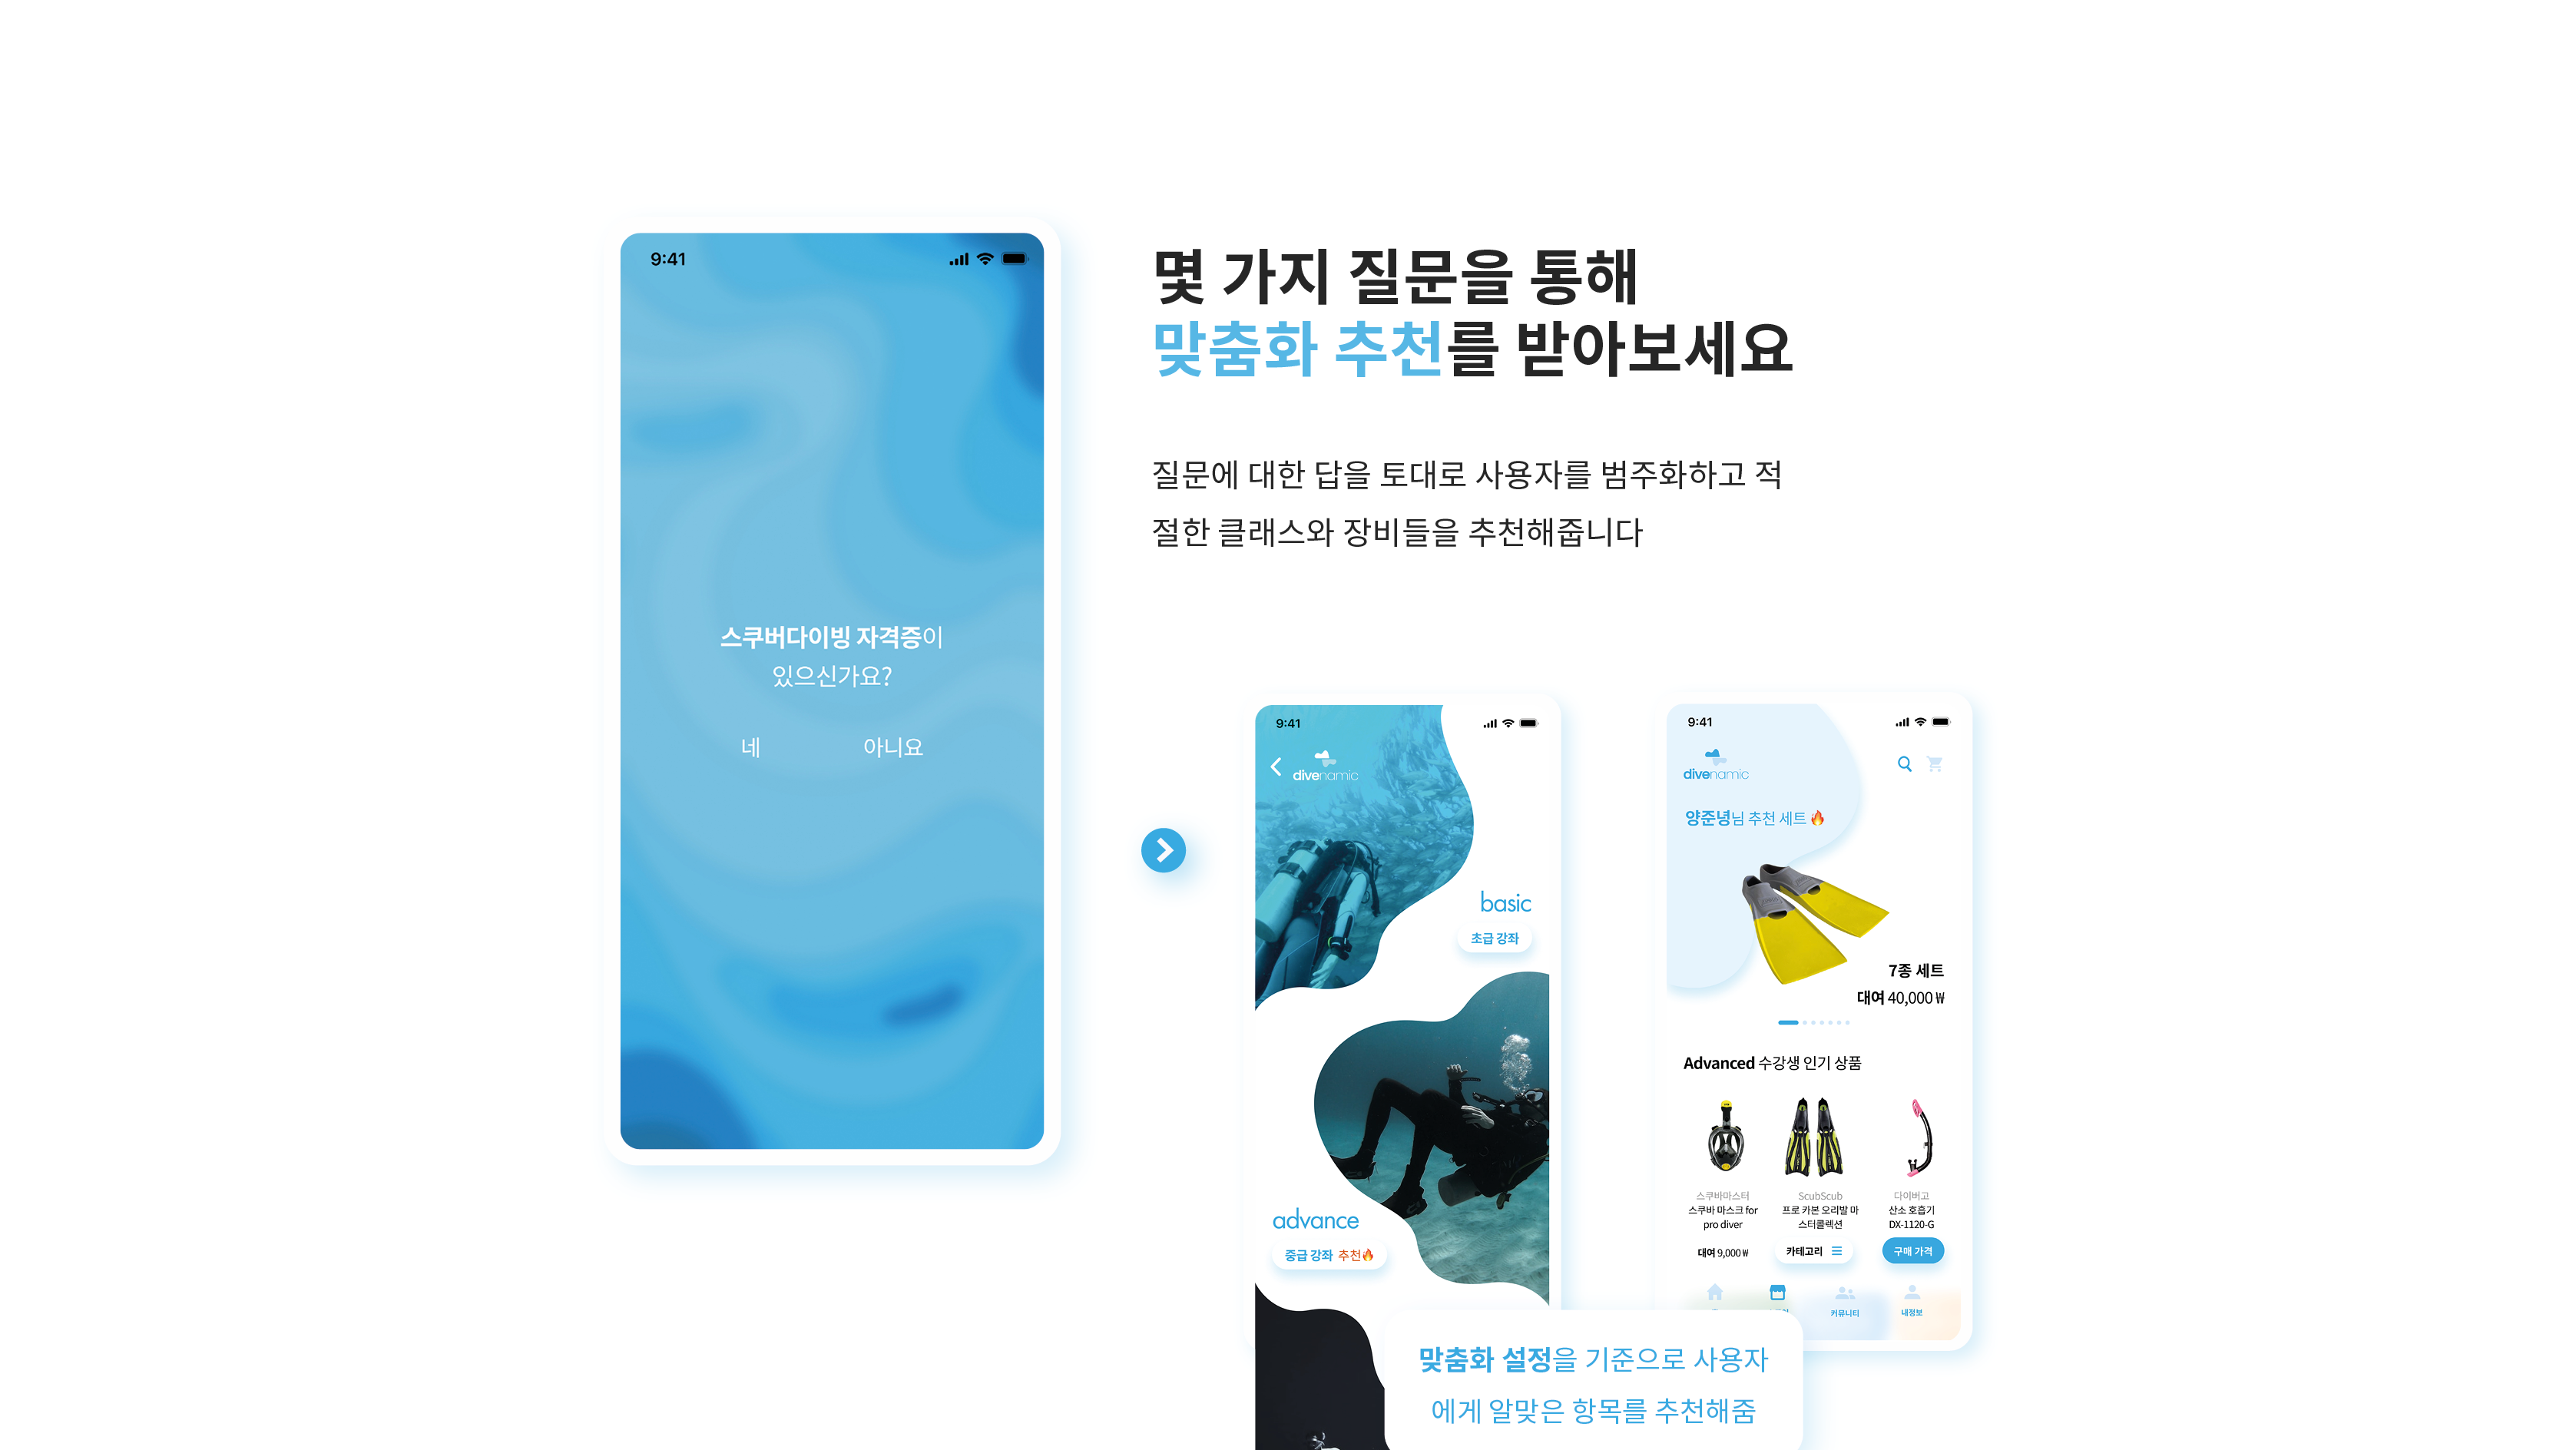 9:41
스쿠버다이빙 자격증이
있으신가요?
네
아니요
몇 가지 질문을 통해
맞춤화 추천를 받아보세요
질문에 대한 답을 토대로 사용자를 범주화하고 적
절한 클래스와 장비들을 추천해줍니다
9:41
divenamic
basic
초급 강좌
advance
중급 강좌 추천🔥
9:41
divenamic
양준녕님 추천 세트🔥
7종 세트
대여 40,000 ₩
Advanced 수강생 인기 상품
스쿠바마스터
스쿠바 마스크 for
pro diver
대여 9,000 ₩
ScubScub
프로 카본 오리발 마
스터콜렉션
카테고리
다이버고
산소 호흡기
DX-1120-G
구매 가격
커뮤니티
내정보
맞춤화 설정을 기준으로 사용자
에게 알맞은 항목를 추천해줌